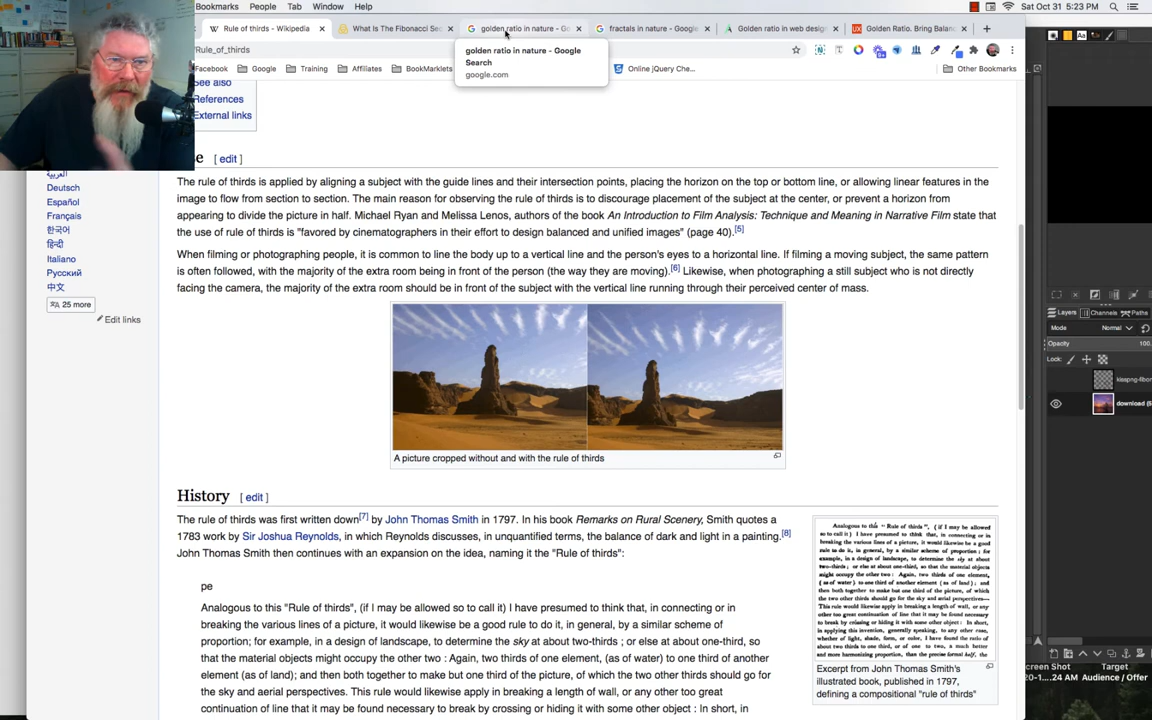 Bookmarks People Tab Window Help
Sat Oct 31 5:23 PM
Rule of thirds - Wikipedia
What Is The Fibonacci Sec
golden ratio in nature - Go
fractals in nature - Google
Golden ratio in web design
Golden Ratio. Bring Balanc
Rule_of_thirds
golden ratio in nature - Google
Search
google.com
Facebook Google Training Affiliates BookMarklets
Online jQuery Che...
Other Bookmarks
See also
References
External links
[ edit ]
العربية
Deutsch
Español
Français
한국어
हिन्दी
Italiano
Русский
中文
25 more
Edit links
The rule of thirds is applied by aligning a subject with the guide lines and their intersection points, placing the horizon on the top or bottom line, or allowing linear features in the
image to flow from section to section. The main reason for observing the rule of thirds is to discourage placement of the subject at the center, or prevent a horizon from
appearing to divide the picture in half. Michael Ryan and Melissa Lenos, authors of the book An Introduction to Film Analysis: Technique and Meaning in Narrative Film state that
the use of rule of thirds is "favored by cinematographers in their effort to design balanced and unified images" (page 40).[5]
When filming or photographing people, it is common to line the body up to a vertical line and the person's eyes to a horizontal line. If filming a moving subject, the same pattern
is often followed, with the majority of the extra room being in front of the person (the way they are moving).[6] Likewise, when photographing a still subject who is not directly
facing the camera, the majority of the extra room should be in front of the subject with the vertical line running through their perceived center of mass.
A picture cropped without and with the rule of thirds
History [ edit ]
The rule of thirds was first written down[7] by John Thomas Smith in 1797. In his book Remarks on Rural Scenery, Smith quotes a
1783 work by Sir Joshua Reynolds, in which Reynolds discusses, in unquantified terms, the balance of dark and light in a painting.[8]
John Thomas Smith then continues with an expansion on the idea, naming it the "Rule of thirds":
pe
Analogous to this "Rule of thirds", (if I may be allowed so to call it) I have presumed to think that, in connecting or in
breaking the various lines of a picture, it would likewise be a good rule to do it, in general, by a similar scheme of
proportion; for example, in a design of landscape, to determine the sky at about two-thirds ; or else at about one-third, so
that the material objects might occupy the other two : Again, two thirds of one element, (as of water) to one third of another
element (as of land); and then both together to make but one third of the picture, of which the two other thirds should go for
the sky and aerial perspectives. This rule would likewise apply in breaking a length of wall, or any other too great
continuation of line that it may be found necessary to break by crossing or hiding it with some other object : In short, in
Excerpt from John Thomas Smith's
illustrated book, published in 1797,
defining a compositional "rule of thirds"
Layers Channels Paths
Mode Normal
Opacity 100.
Lock:
download (
creen Shot Target
20-1....24 AM Audience / Offer